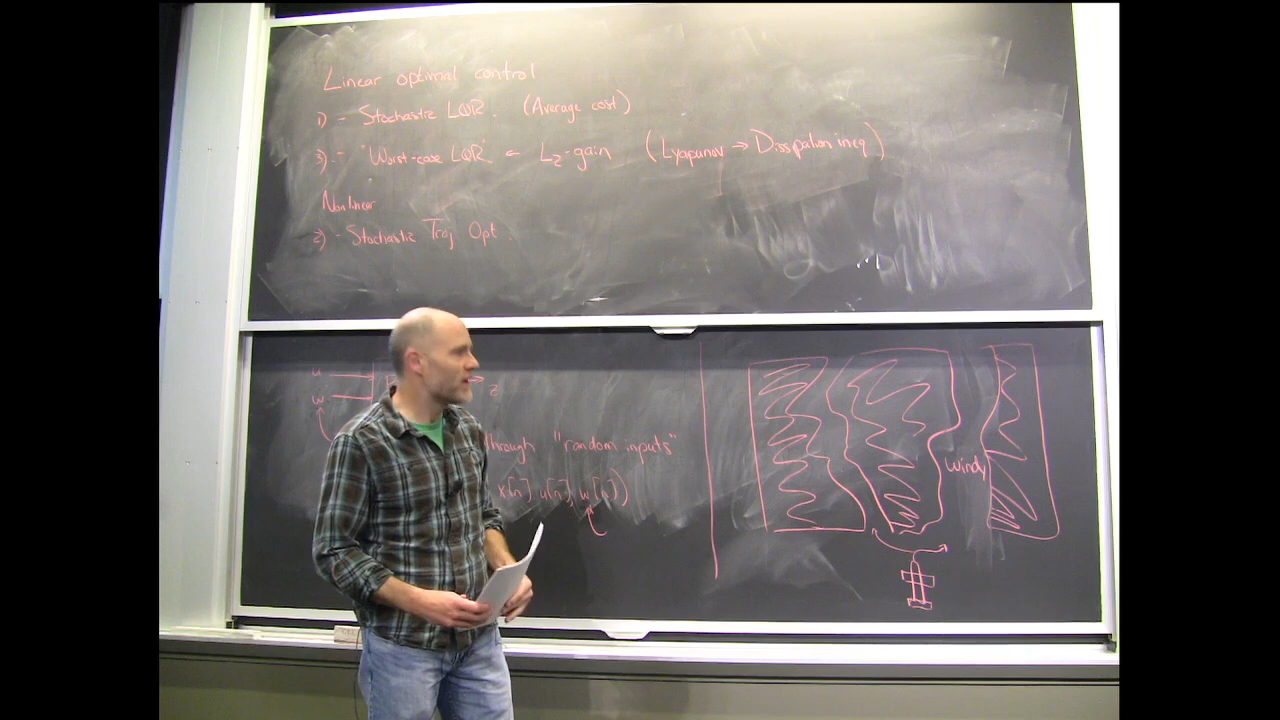 Linear optimal control
1) - Stochastic LQR. (Average cost)
3) - "Worst-case LQR" ← L2-gain (Lyapunov → Dissipation ineq)
Nonlinear
2) - Stochastic Traj Opt.
u
w
z
through "random inputs"
x[n], u[n], w[n])
windy